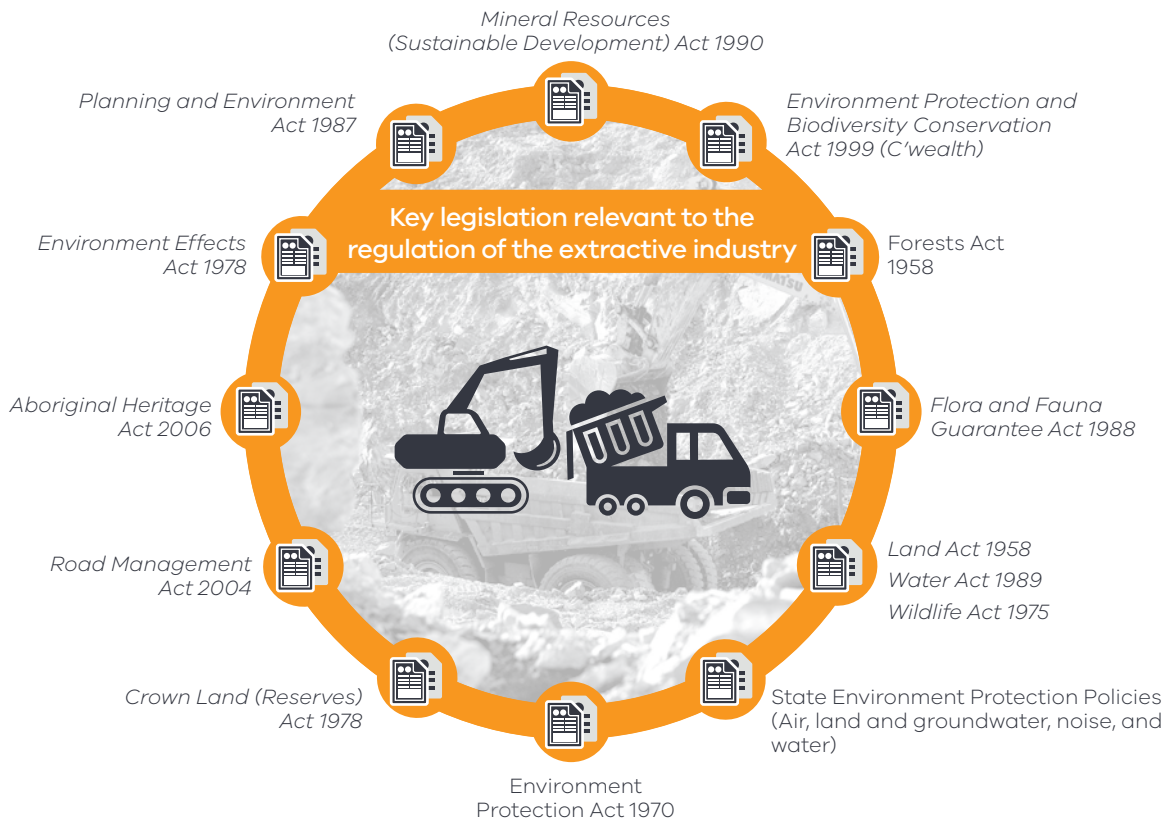 Mineral Resources
(Sustainable Development) Act 1990
Environment Protection and
Biodiversity Conservation
Act 1999 (C'wealth)
Forests Act
1958
Flora and Fauna
Guarantee Act 1988
Land Act 1958
Water Act 1989
Wildlife Act 1975
State Environment Protection Policies
(Air, land and groundwater, noise, and
water)
Environment
Protection Act 1970
Crown Land (Reserves)
Act 1978
Road Management
Act 2004
Aboriginal Heritage
Act 2006
Environment Effects
Act 1978
Planning and Environment
Act 1987
Key legislation relevant to the
regulation of the extractive industry